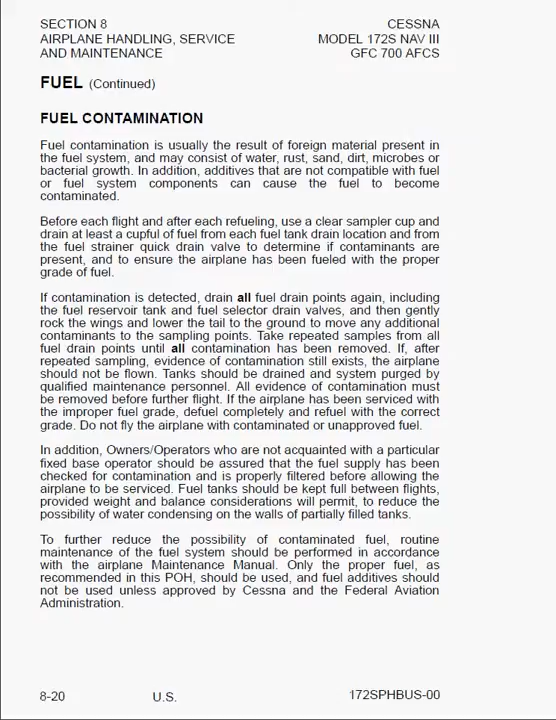 SECTION 8
AIRPLANE HANDLING, SERVICE
AND MAINTENANCE
CESSNA
MODEL 172S NAV III
GFC 700 AFCS
FUEL (Continued)
FUEL CONTAMINATION
Fuel contamination is usually the result of foreign material present in
the fuel system, and may consist of water, rust, sand, dirt, microbes or
bacterial growth. In addition, additives that are not compatible with fuel
or fuel system components can cause the fuel to become
contaminated.
Before each flight and after each refueling, use a clear sampler cup and
drain at least a cupful of fuel from each fuel tank drain location and from
the fuel strainer quick drain valve to determine if contaminants are
present, and to ensure the airplane has been fueled with the proper
grade of fuel.
If contamination is detected, drain all fuel drain points again, including
the fuel reservoir tank and fuel selector drain valves, and then gently
rock the wings and lower the tail to the ground to move any additional
contaminants to the sampling points. Take repeated samples from all
fuel drain points until all contamination has been removed. If, after
repeated sampling, evidence of contamination still exists, the airplane
should not be flown. Tanks should be drained and system purged by
qualified maintenance personnel. All evidence of contamination must
be removed before further flight. If the airplane has been serviced with
the improper fuel grade, defuel completely and refuel with the correct
grade. Do not fly the airplane with contaminated or unapproved fuel.
In addition, Owners/Operators who are not acquainted with a particular
fixed base operator should be assured that the fuel supply has been
checked for contamination and is properly filtered before allowing the
airplane to be serviced. Fuel tanks should be kept full between flights,
provided weight and balance considerations will permit, to reduce the
possibility of water condensing on the walls of partially filled tanks.
To further reduce the possibility of contaminated fuel, routine
maintenance of the fuel system should be performed in accordance
with the airplane Maintenance Manual. Only the proper fuel, as
recommended in this POH, should be used, and fuel additives should
not be used unless approved by Cessna and the Federal Aviation
Administration.
8-20
U.S.
172SPHBUS-00